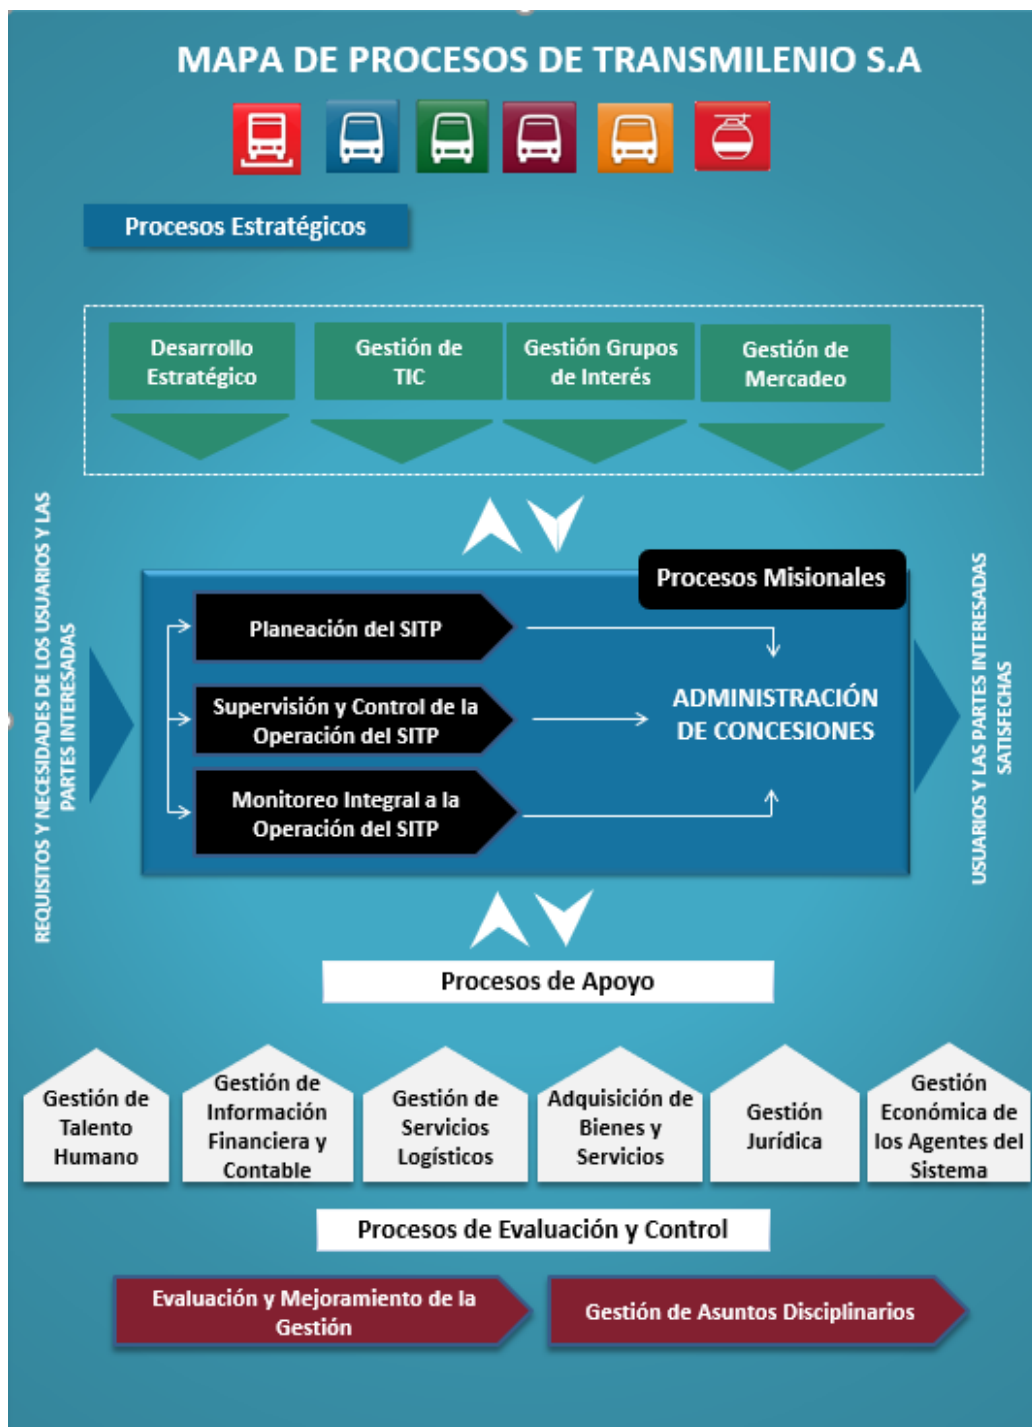 MAPA DE PROCESOS DE TRANSMILENIO S.A
Procesos Estratégicos
Desarrollo
Estratégico
Gestión de
TIC
Gestión Grupos
de Interés
Gestión de
Mercadeo
REQUISITOS Y NECESIDADES DE LOS USUARIOS Y LAS
PARTES INTERESADAS
Procesos Misionales
Planeación del SITP
Supervisión y Control de la
Operación del SITP
Monitoreo Integral a la
Operación del SITP
ADMINISTRACIÓN
DE CONCESIONES
USUARIOS Y LAS PARTES INTERESADAS
SATISFECHAS
Procesos de Apoyo
Gestión de
Talento
Humano
Gestión de
Información
Financiera y
Contable
Gestión de
Servicios
Logísticos
Adquisición de
Bienes y
Servicios
Gestión
Jurídica
Gestión
Económica de
los Agentes del
Sistema
Procesos de Evaluación y Control
Evaluación y Mejoramiento de la
Gestión
Gestión de Asuntos Disciplinarios